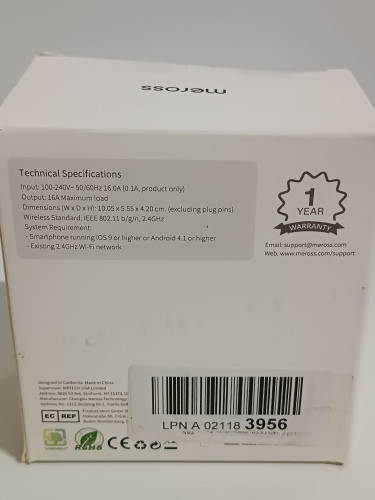 meross
Technical Specifications
Input: 100-240V~ 50/60Hz 16.0A (0.1A, product only)
Output: 16A Maximum load
Dimensions (W x D x H): 10.05 x 5.55 x 4.20 cm. (excluding plug pins)
Wireless Standard: IEEE 802.11 b/g/n, 2.4GHz
System Requirement:
- Smartphone running iOS 9 or higher or Android 4.1 or higher
- Existing 2.4GHz Wi-Fi network
1
YEAR
WARRANTY
Email: support@meross.com
Web: www.meross.com/support
Designed in California. Made in China
EC REP
RoHS
CE
LPN A 02118 3956